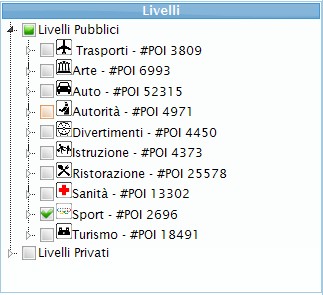 Livelli
Livelli Pubblici
Trasporti - #POI 3809
Arte - #POI 6993
Auto - #POI 52315
Autorità - #POI 4971
Divertimenti - #POI 4450
Istruzione - #POI 4373
Ristorazione - #POI 25578
Sanità - #POI 13302
Sport - #POI 2696
Turismo - #POI 18491
Livelli Privati